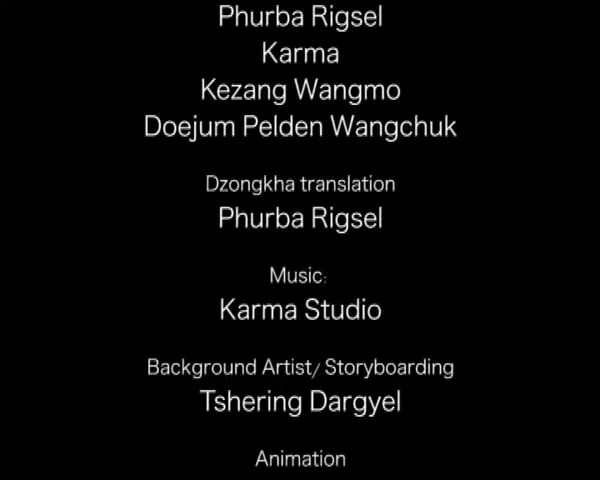 Phurba Rigsel
Karma
Kezang Wangmo
Doejum Pelden Wangchuk
Dzongkha translation
Phurba Rigsel
Music:
Karma Studio
Background Artist/ Storyboarding
Tshering Dargyel
Animation